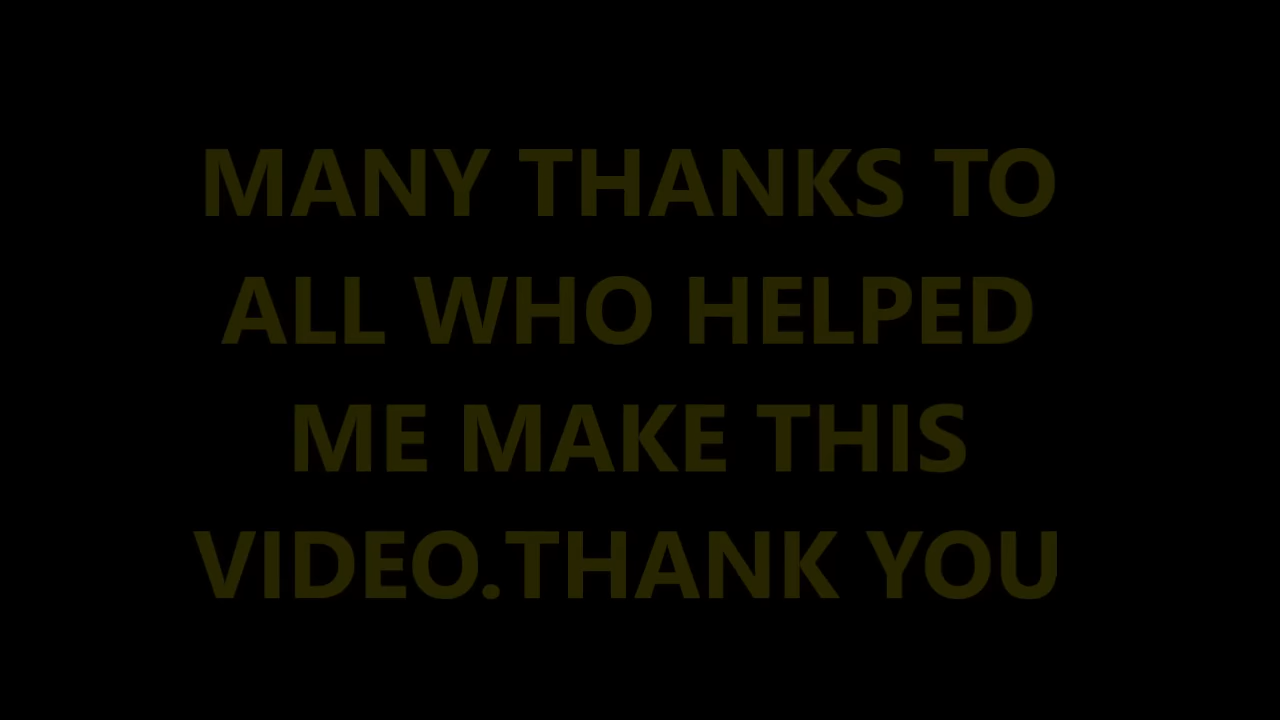 MANY THANKS TO
ALL WHO HELPED
ME MAKE THIS
VIDEO.THANK YOU